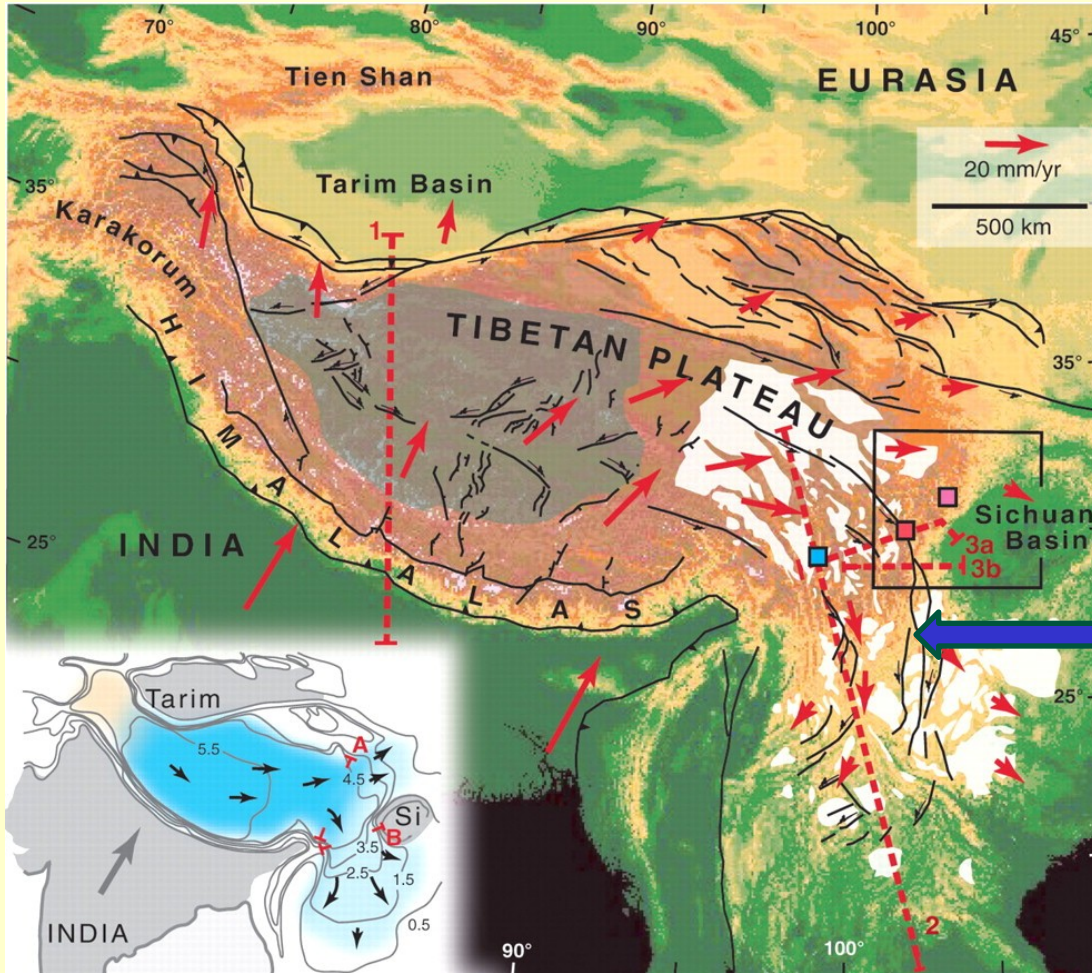 70°
80°
90°
100°
45°
Tien Shan
EURASIA
20 mm/yr
500 km
35°
Tarim Basin
Karakorum
1
HIMALALAS
TIBETAN PLATEAU
35°
25°
INDIA
Sichuan
Basin
3a
3b
25°
Tarim
5.5
A
4.5
Si
B
3.5
2.5
1.5
0.5
INDIA
90°
100°
2